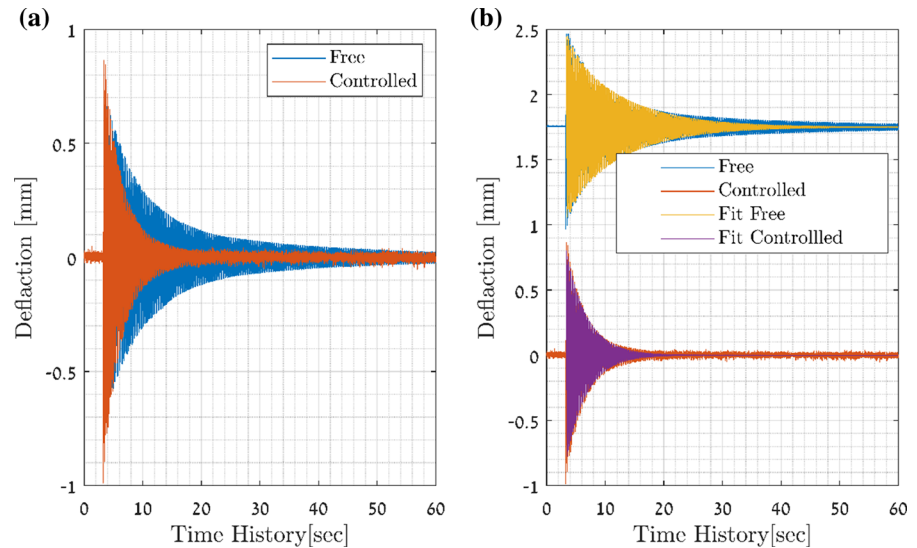 (a)
1
0.5
0
-0.5
-1
0 10 20 30 40 50 60
Deflaction [mm]
Time History[sec]
Free
Controlled
(b)
2.5
2
1.5
1
0.5
0
-0.5
-1
0 10 20 30 40 50 60
Deflaction [mm]
Time History[sec]
Free
Controlled
Fit Free
Fit Controllled